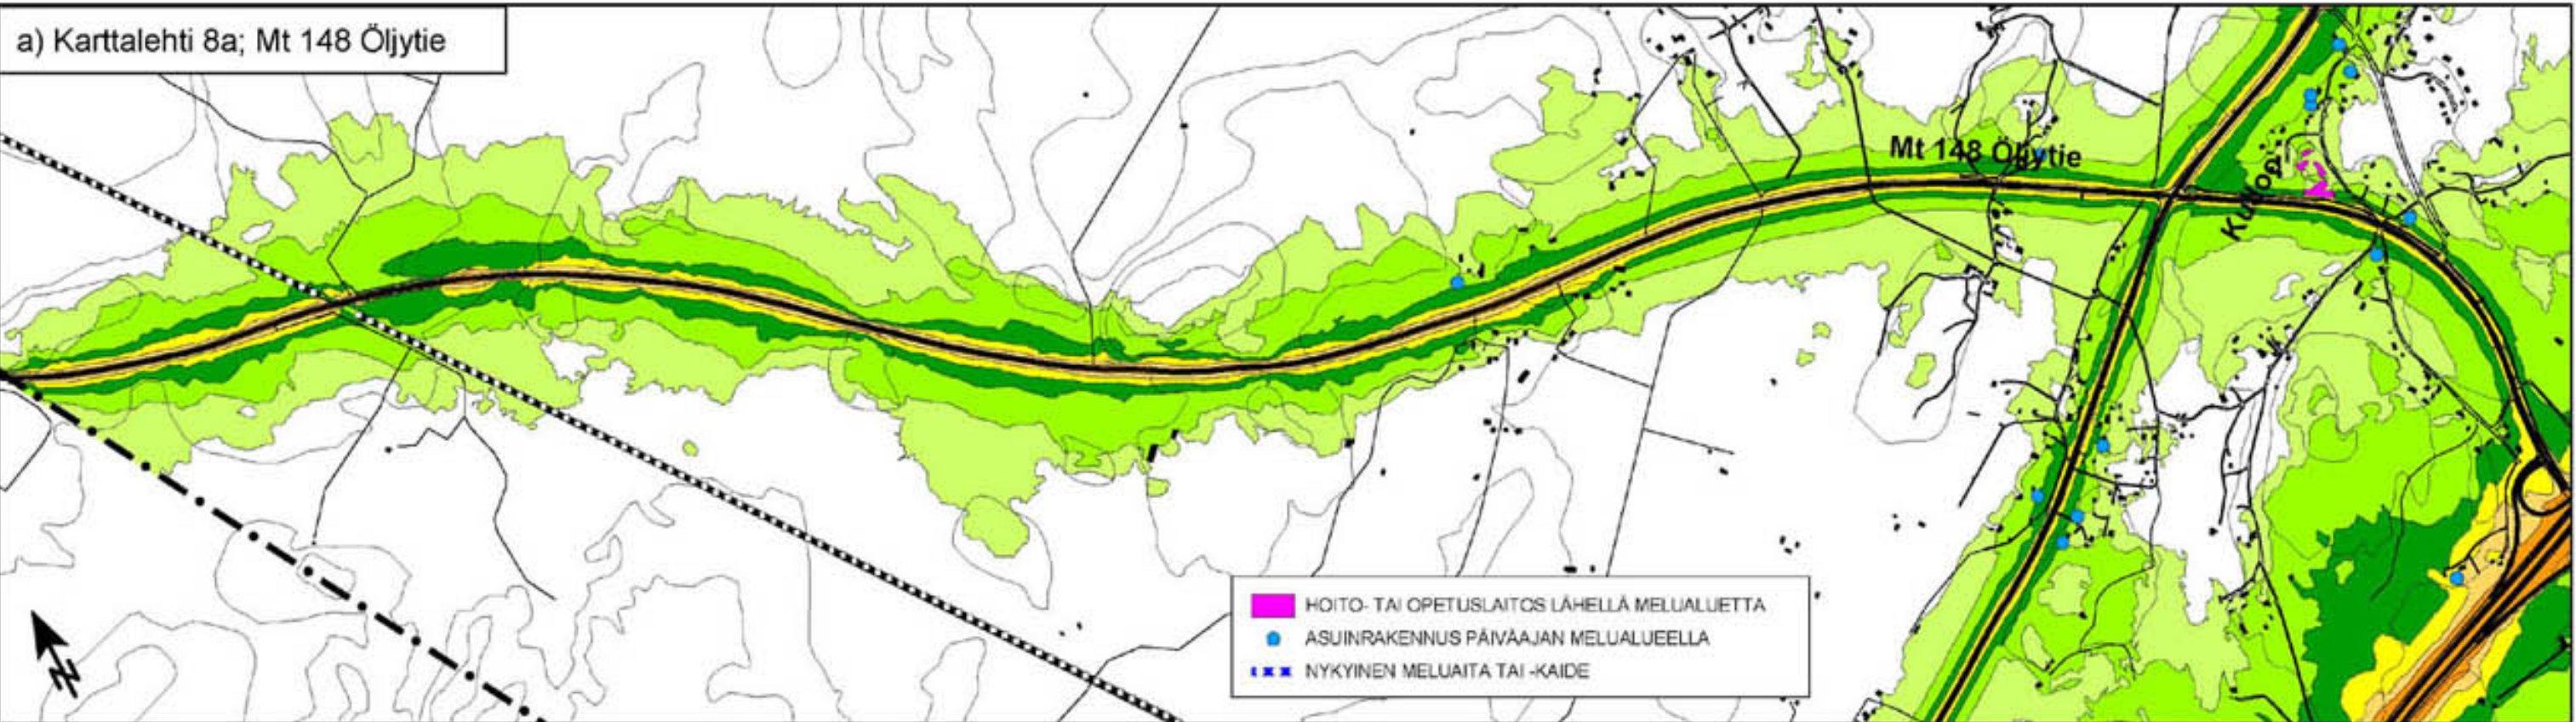 a) Karttalehti 8a; Mt 148 Öljytie
Mt 148 Öljytie
HOITO- TAI OPETUSLAITOS LÄHELLÄ MELUALUETTA
ASUINRAKENNUS PÄIVÄAJAN MELUALUEELLA
NYKYINEN MELUAITA TAI -KAIDE
N